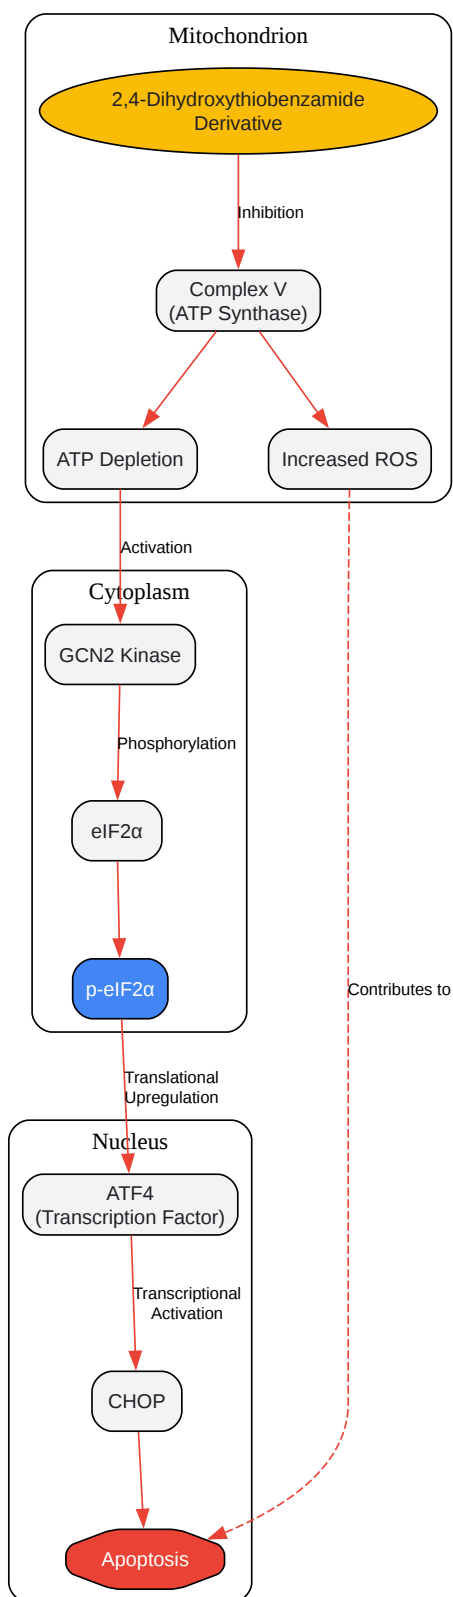 Mitochondrion
2,4-Dihydroxythiobenzamide
Derivative
Inhibition
Complex V
(ATP Synthase)
ATP Depletion
Increased ROS
Activation
Cytoplasm
GCN2 Kinase
Phosphorylation
eIF2α
p-eIF2α
Contributes to
Translational
Upregulation
Nucleus
ATF4
(Transcription Factor)
Transcriptional
Activation
CHOP
Apoptosis